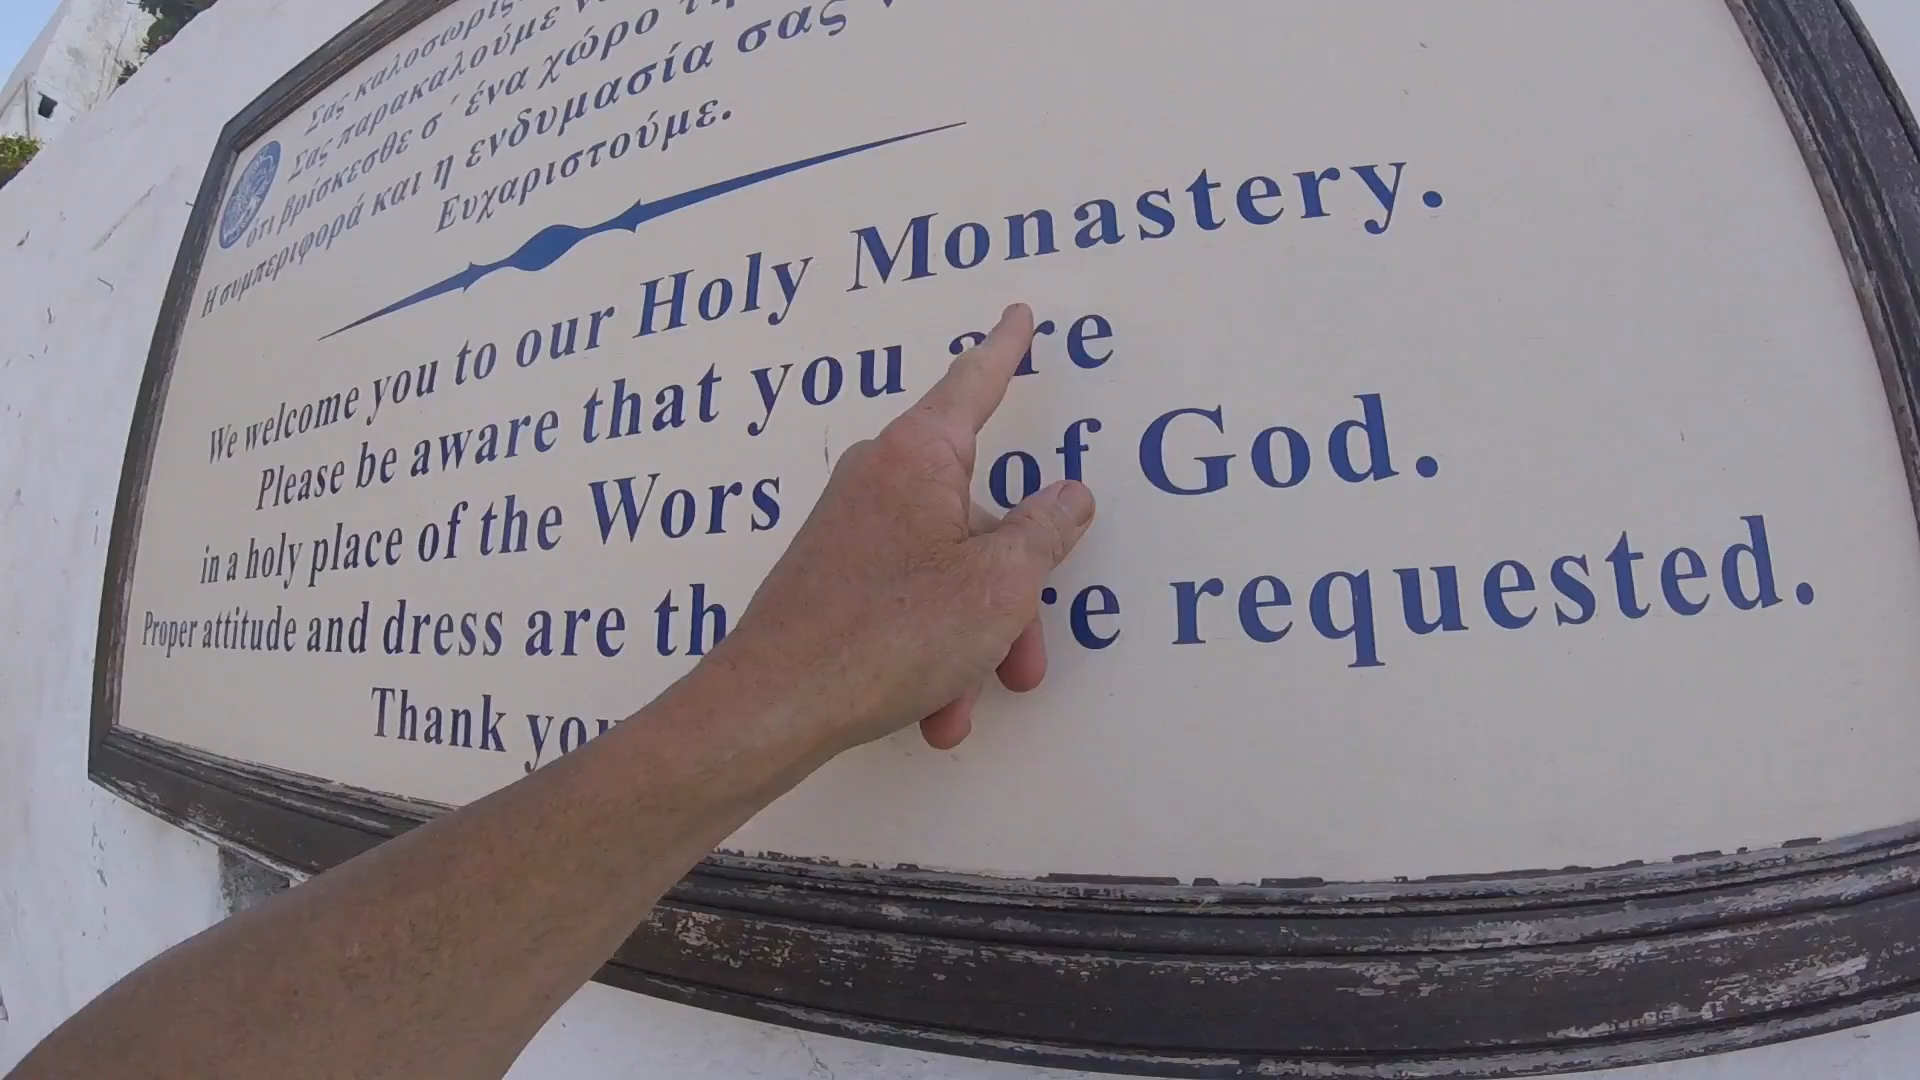 Σας καλοσωρίζ
Σας παρακαλούμε
ότι βρίσκεσθε σ΄ ένα χώρο
Η συμπεριφορά και η ενδυμασία σας
Ευχαριστούμε.
We welcome you to our Holy Monastery.
Please be aware that you are
in a holy place of the Wors of God.
Proper attitude and dress are th re requested.
Thank you